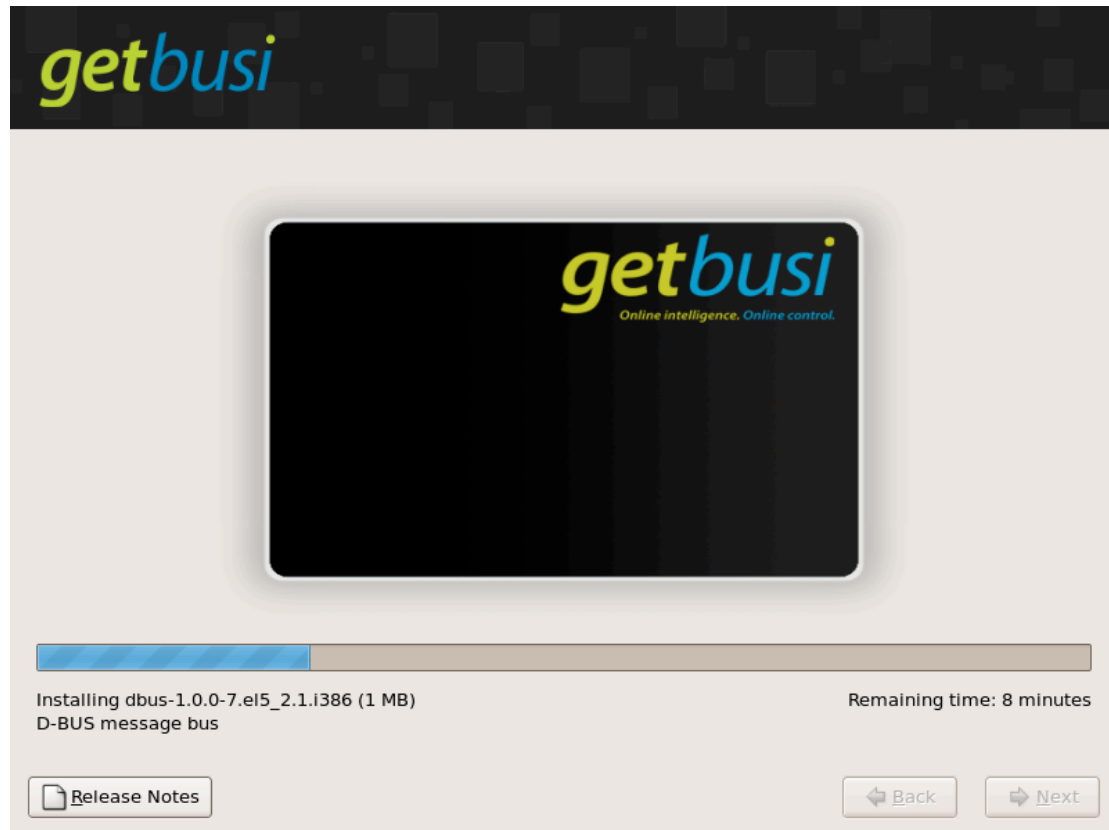 getbusi
getbusi
Online intelligence. Online control.
Installing dbus-1.0.0-7.el5_2.1.i386 (1 MB)
Remaining time: 8 minutes
D-BUS message bus
Release Notes
Back
Next